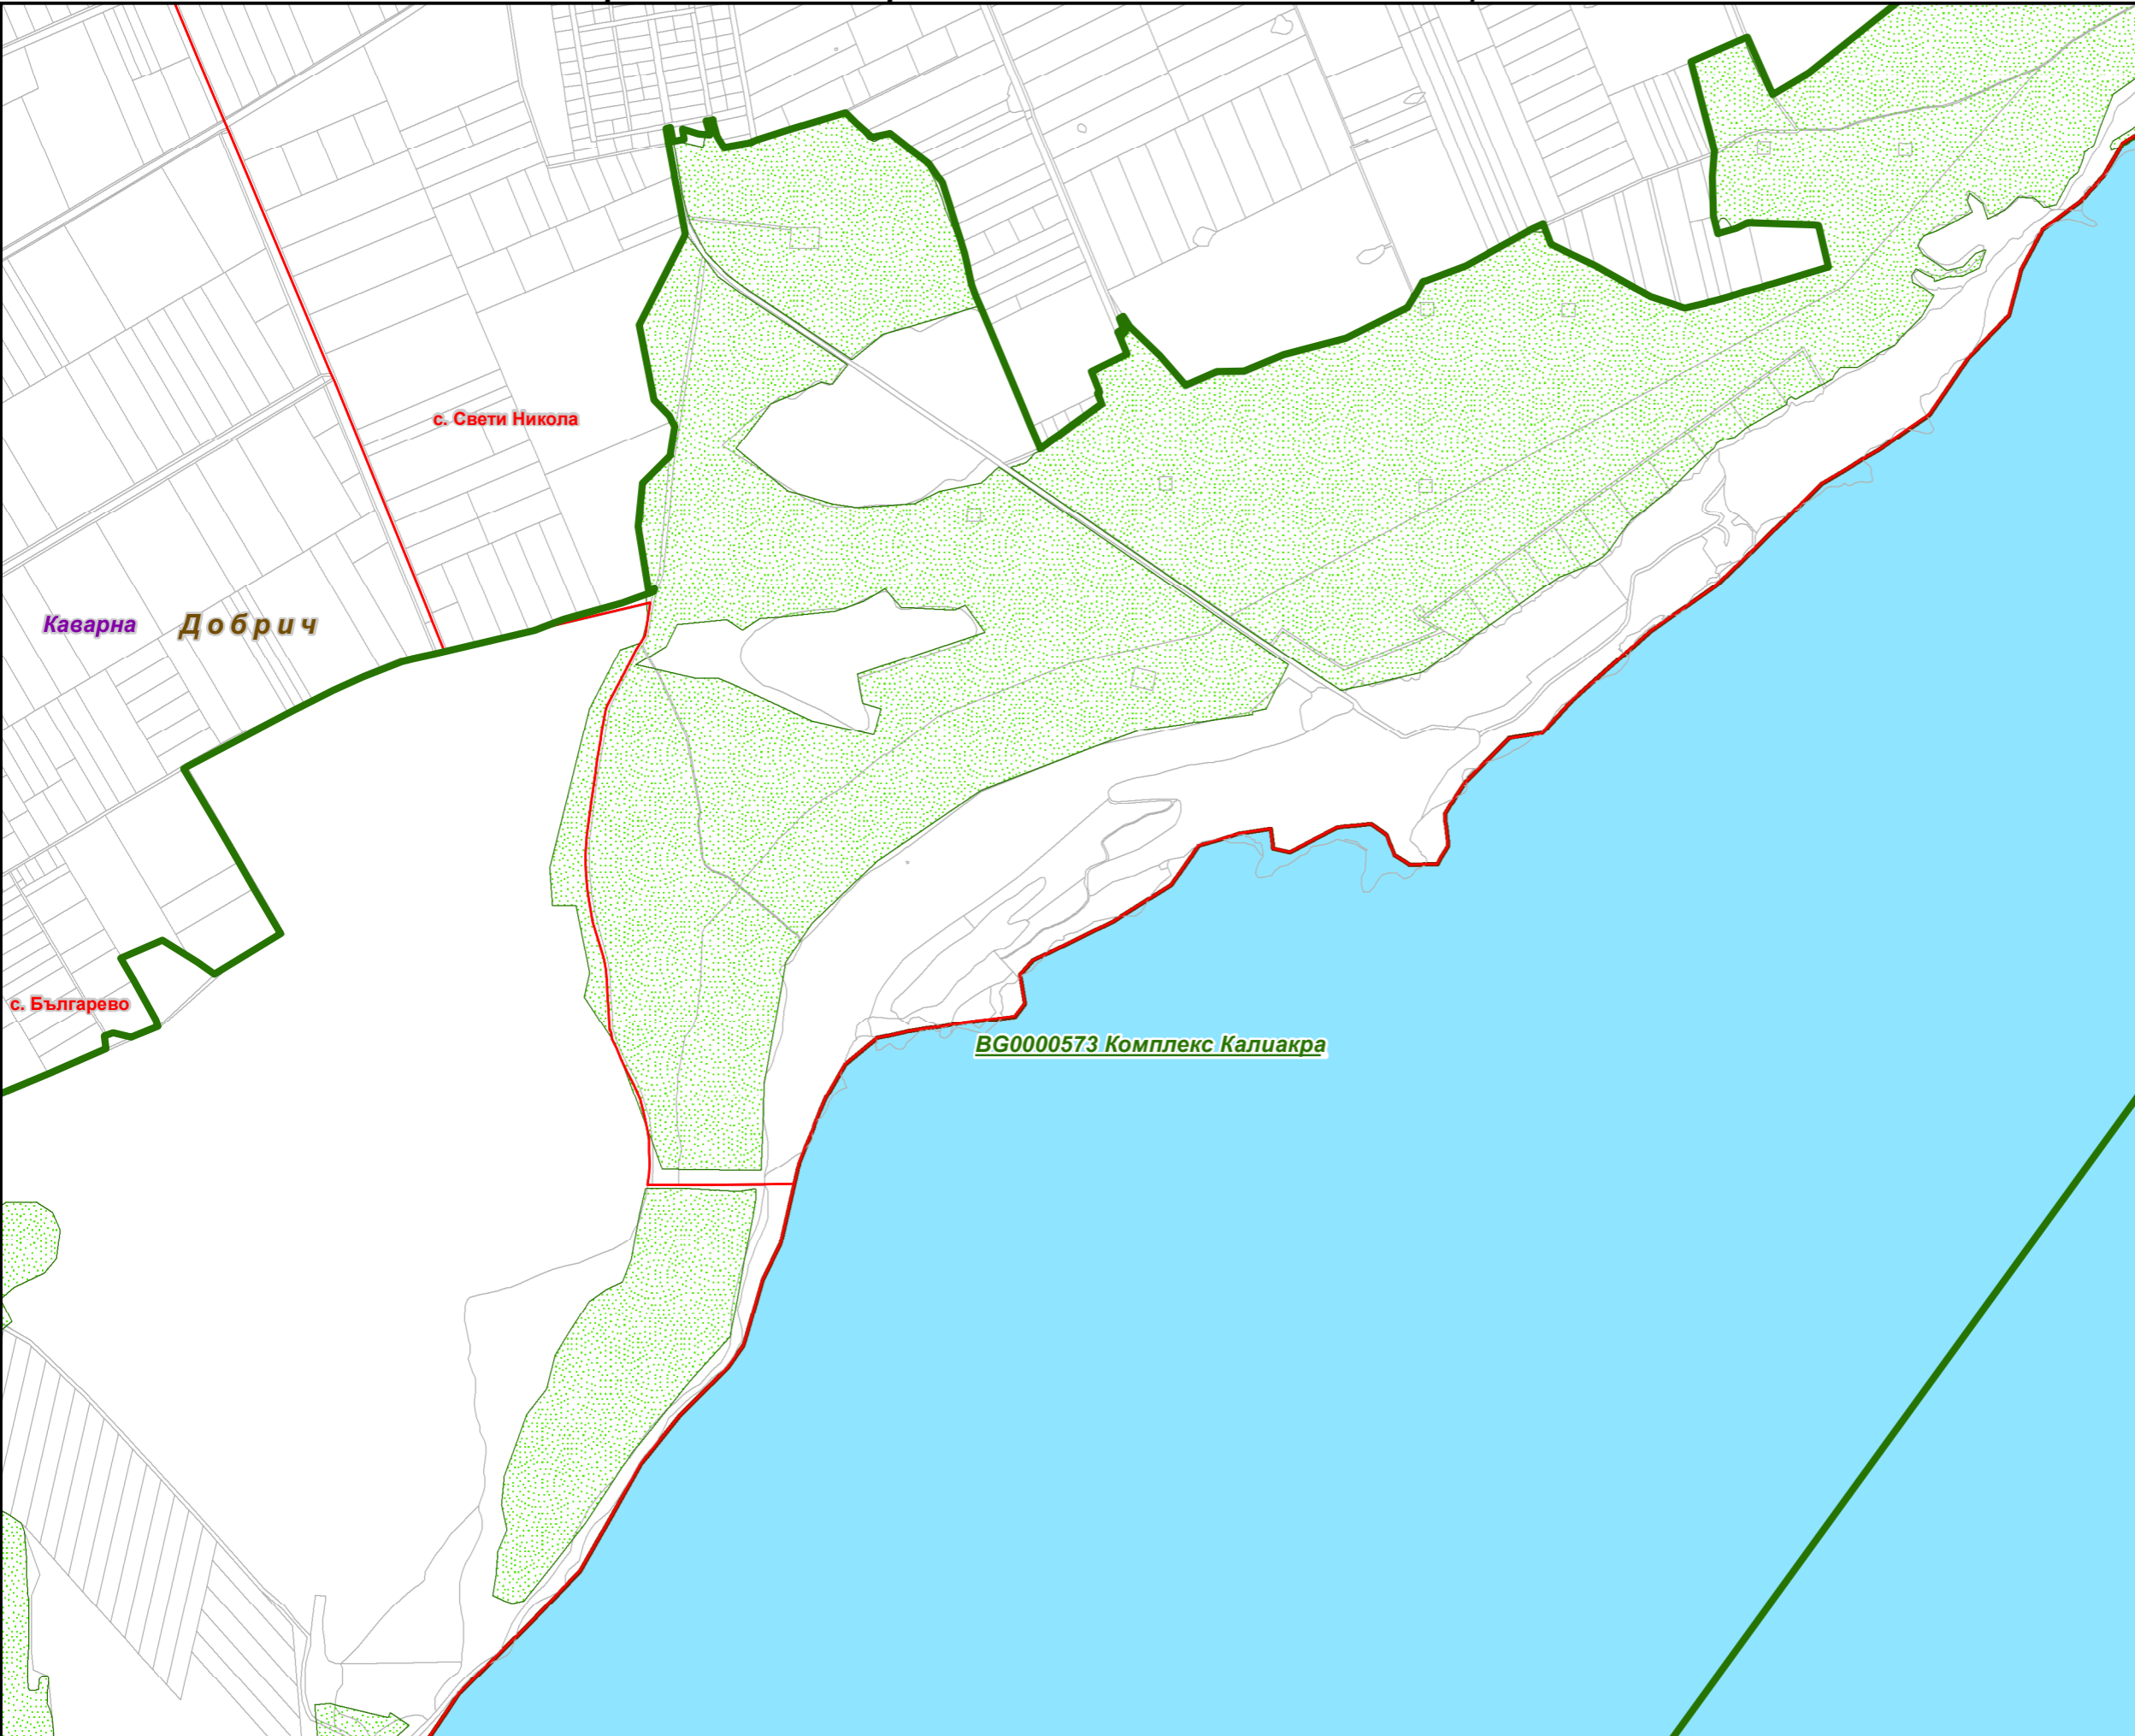 с. Свети Никола
Каварна
Добрич
с. Българево
BG0000573 Комплекс Калиакра